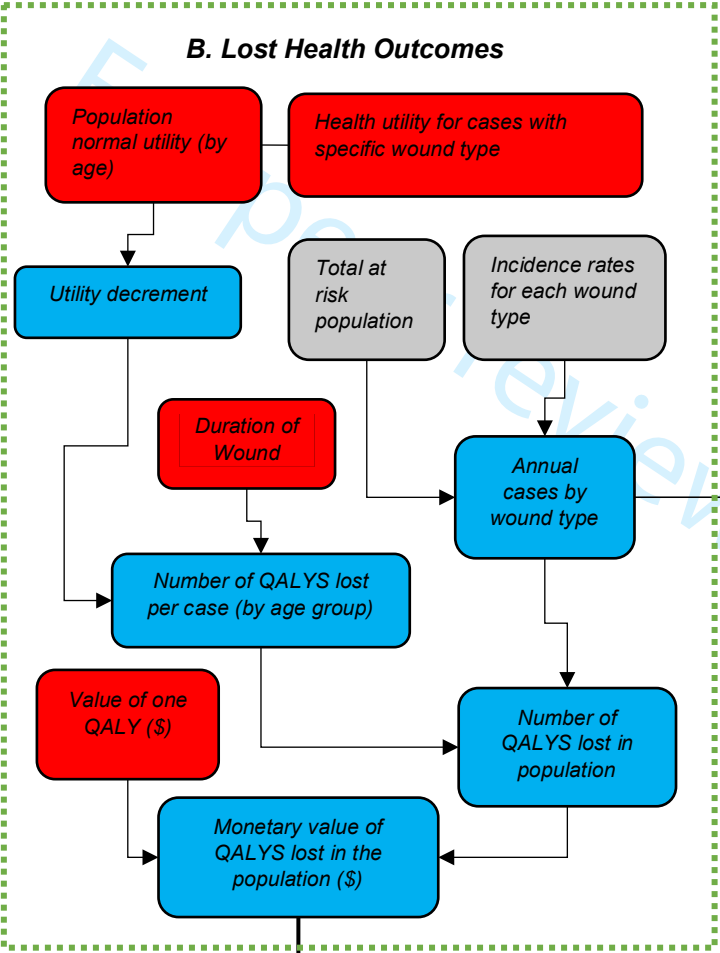 B. Lost Health Outcomes
Population
normal utility (by
age)
Health utility for cases with
specific wound type
Utility decrement
Total at
risk
population
Incidence rates
for each wound
type
Duration of
Wound
Annual
cases by
wound type
Number of QALYS lost
per case (by age group)
Value of one
QALY ($)
Number of
QALYS lost in
population
Monetary value of
QALYS lost in the
population ($)